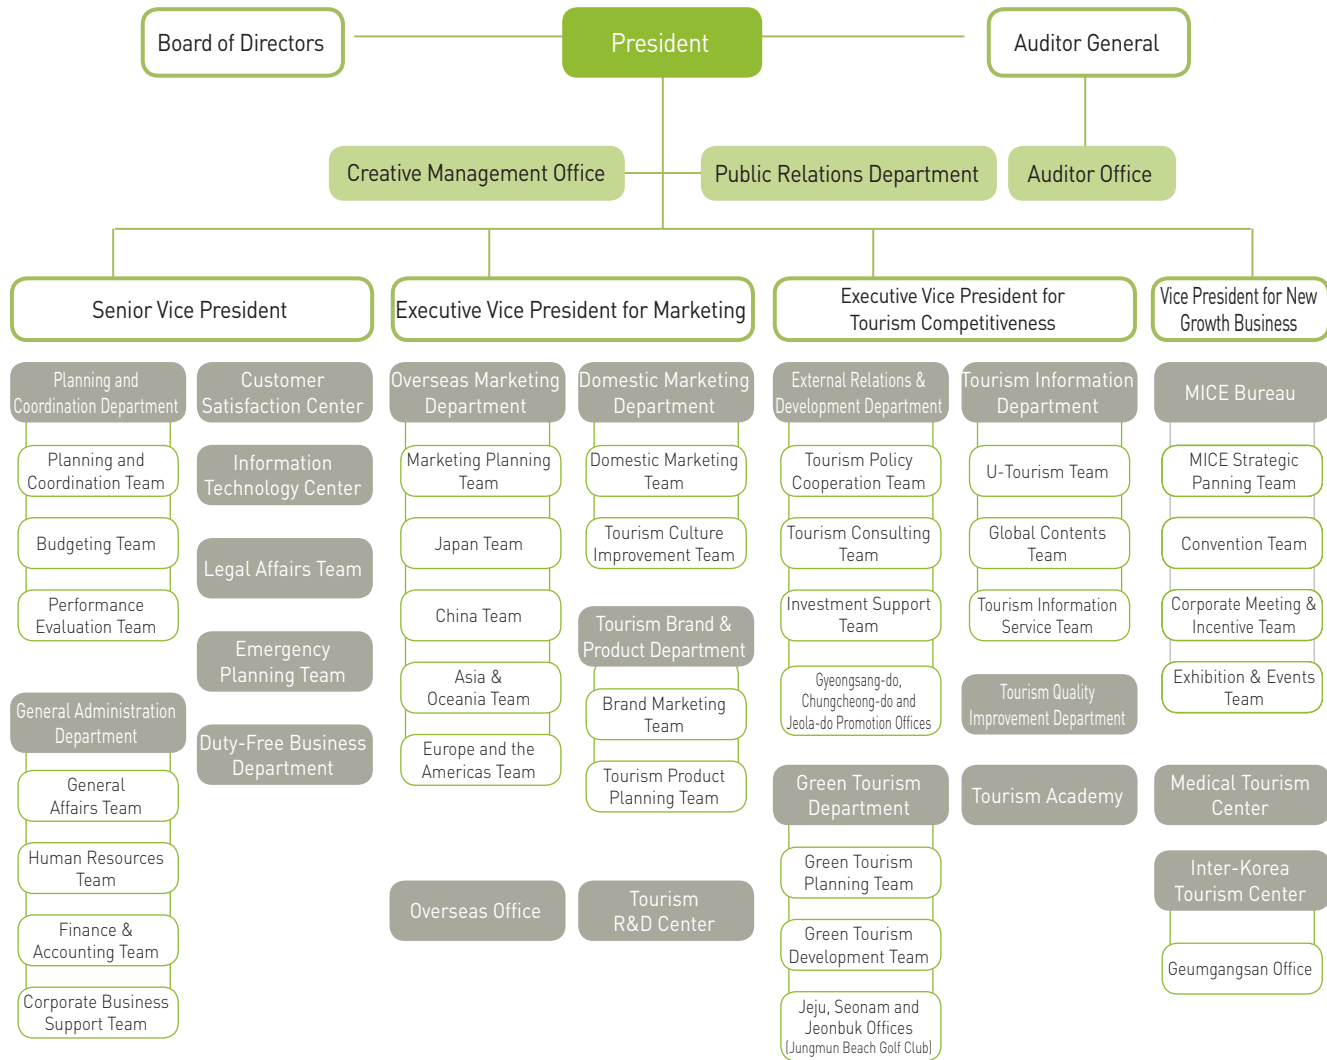 Board of Directors
President
Auditor General
Creative Management Office
Public Relations Department
Auditor Office
Senior Vice President
Executive Vice President for Marketing
Executive Vice President for
Tourism Competitiveness
Vice President for New
Growth Business
Planning and
Coordination Department
Planning and
Coordination Team
Budgeting Team
Performance
Evaluation Team
General Administration
Department
General
Affairs Team
Human Resources
Team
Finance &
Accounting Team
Corporate Business
Support Team
Customer
Satisfaction Center
Information
Technology Center
Legal Affairs Team
Emergency
Planning Team
Duty-Free Business
Department
Overseas Marketing
Department
Marketing Planning
Team
Japan Team
China Team
Asia &
Oceania Team
Europe and the
Americas Team
Overseas Office
Domestic Marketing
Department
Domestic Marketing
Team
Tourism Culture
Improvement Team
Tourism Brand &
Product Department
Brand Marketing
Team
Tourism Product
Planning Team
Tourism
R&D Center
External Relations &
Development Department
Tourism Policy
Cooperation Team
Tourism Consulting
Team
Investment Support
Team
Gyeongsang-do,
Chungcheong-do and
Jeola-do Promotion Offices
Green Tourism
Department
Green Tourism
Planning Team
Green Tourism
Development Team
Jeju, Seonam and
Jeonbuk Offices
(Jungmun Beach Golf Club)
Tourism Information
Department
U-Tourism Team
Global Contents
Team
Tourism Information
Service Team
Tourism Quality
Improvement Department
Tourism Academy
MICE Bureau
MICE Strategic
Panning Team
Convention Team
Corporate Meeting &
Incentive Team
Exhibition & Events
Team
Medical Tourism
Center
Inter-Korea
Tourism Center
Geumgangsan Office